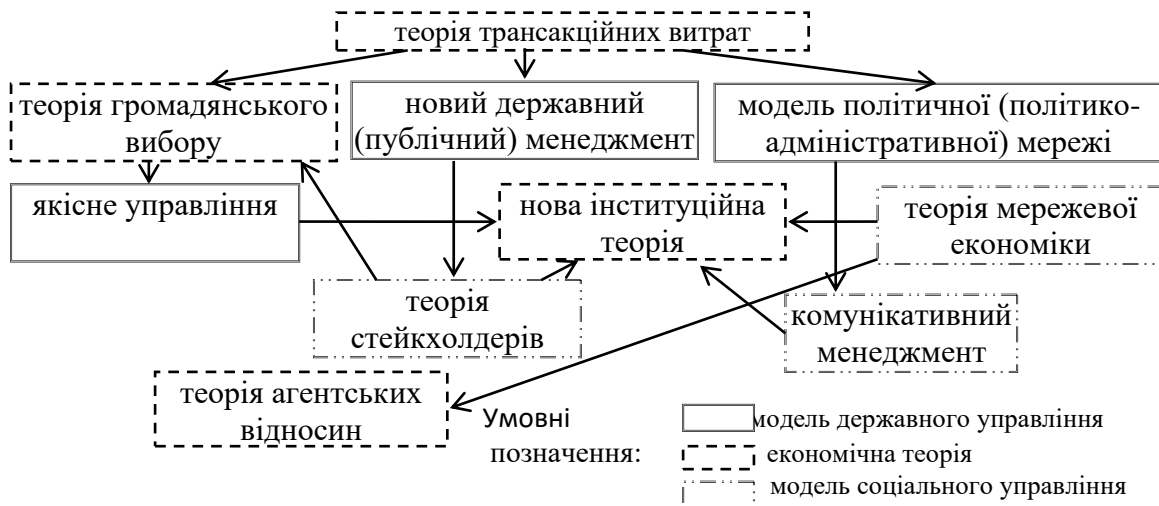 теорія трансакційних витрат
теорія громадянського
вибору
новий державний
(публічний) менеджмент
модель політичної (політико-
адміністративної) мережі
якісне управління
нова інституційна
теорія
теорія мережевої
економіки
теорія
стейкхолдерів
комунікативний
менеджмент
теорія агентських
відносин
Умовні
позначення:
модель державного управління
економічна теорія
модель соціального управління